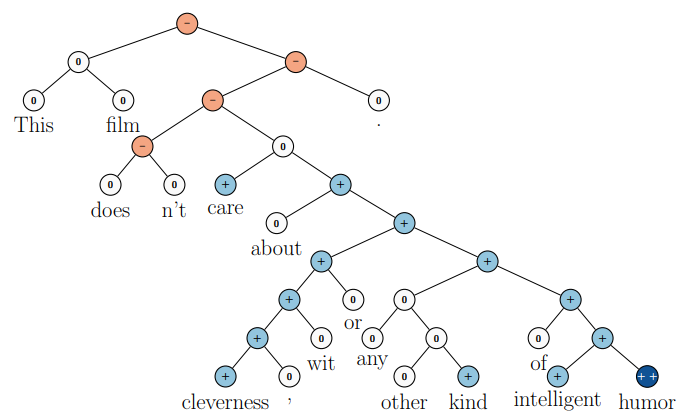 −
0 −
0 0 − 0
This film .
− 0
0 0 + +
does n't care
0 +
about
+ +
+ 0 0 +
or
+ 0 0 0 0 +
wit any of
+ 0 0 + + ++
cleverness , other kind intelligent humor